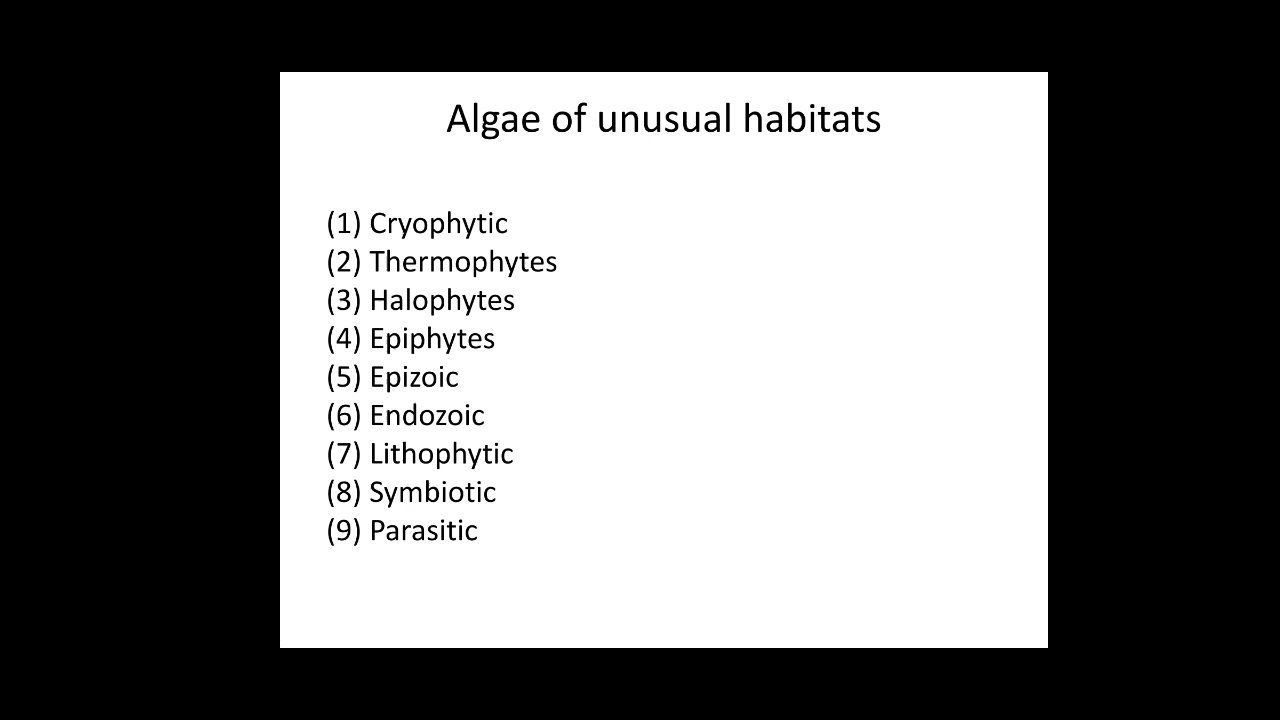 Algae of unusual habitats
(1) Cryophytic
(2) Thermophytes
(3) Halophytes
(4) Epiphytes
(5) Epizoic
(6) Endozoic
(7) Lithophytic
(8) Symbiotic
(9) Parasitic